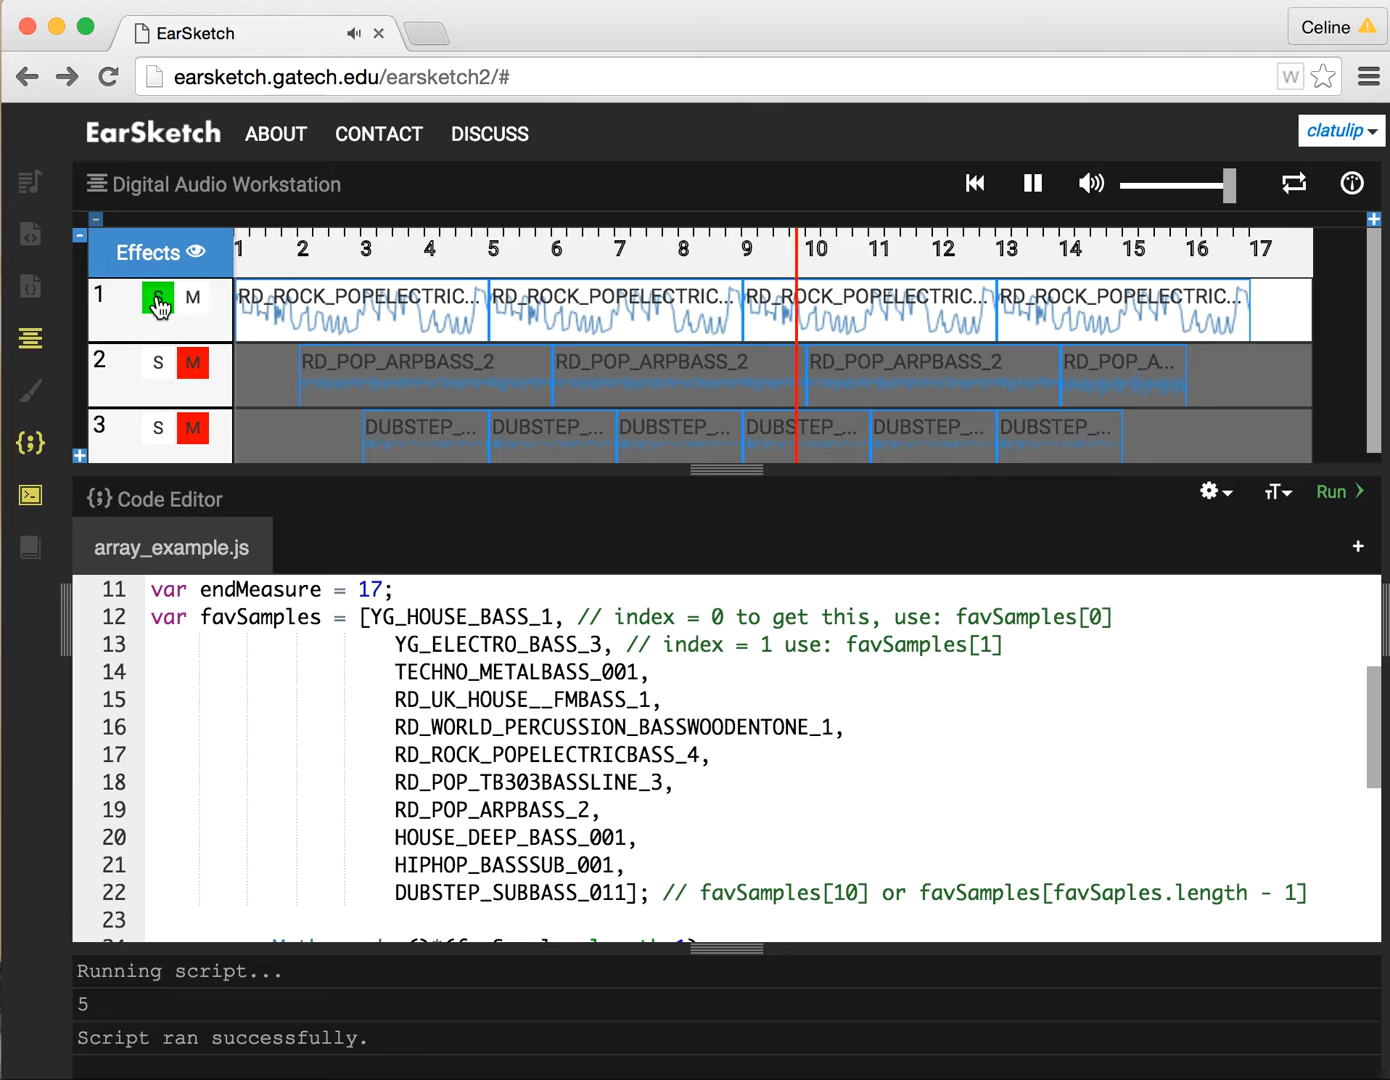 EarSketch
Celine
earsketch.gatech.edu/earsketch2/#
W
EarSketch ABOUT CONTACT DISCUSS
clatulip
Digital Audio Workstation
Effects
1 2 3 4 5 6 7 8 9 10 11 12 13 14 15 16 17
1 S M RD_ROCK_POPELECTRIC... RD_ROCK_POPELECTRIC... RD_ROCK_POPELECTRIC... RD_ROCK_POPELECTRIC...
2 S M RD_POP_ARPBASS_2 RD_POP_ARPBASS_2 RD_POP_ARPBASS_2 RD_POP_A...
3 S M DUBSTEP_... DUBSTEP_... DUBSTEP_... DUBSTEP_... DUBSTEP_... DUBSTEP_...
{;} Code Editor
Run
array_example.js
11 var endMeasure = 17;
12 var favSamples = [YG_HOUSE_BASS_1, // index = 0 to get this, use: favSamples[0]
13 YG_ELECTRO_BASS_3, // index = 1 use: favSamples[1]
14 TECHNO_METALBASS_001,
15 RD_UK_HOUSE__FMBASS_1,
16 RD_WORLD_PERCUSSION_BASSWOODENTONE_1,
17 RD_ROCK_POPELECTRICBASS_4,
18 RD_POP_TB303BASSLINE_3,
19 RD_POP_ARPBASS_2,
20 HOUSE_DEEP_BASS_001,
21 HIPHOP_BASSSUB_001,
22 DUBSTEP_SUBBASS_011]; // favSamples[10] or favSamples[favSaples.length - 1]
23
Running script...
5
Script ran successfully.